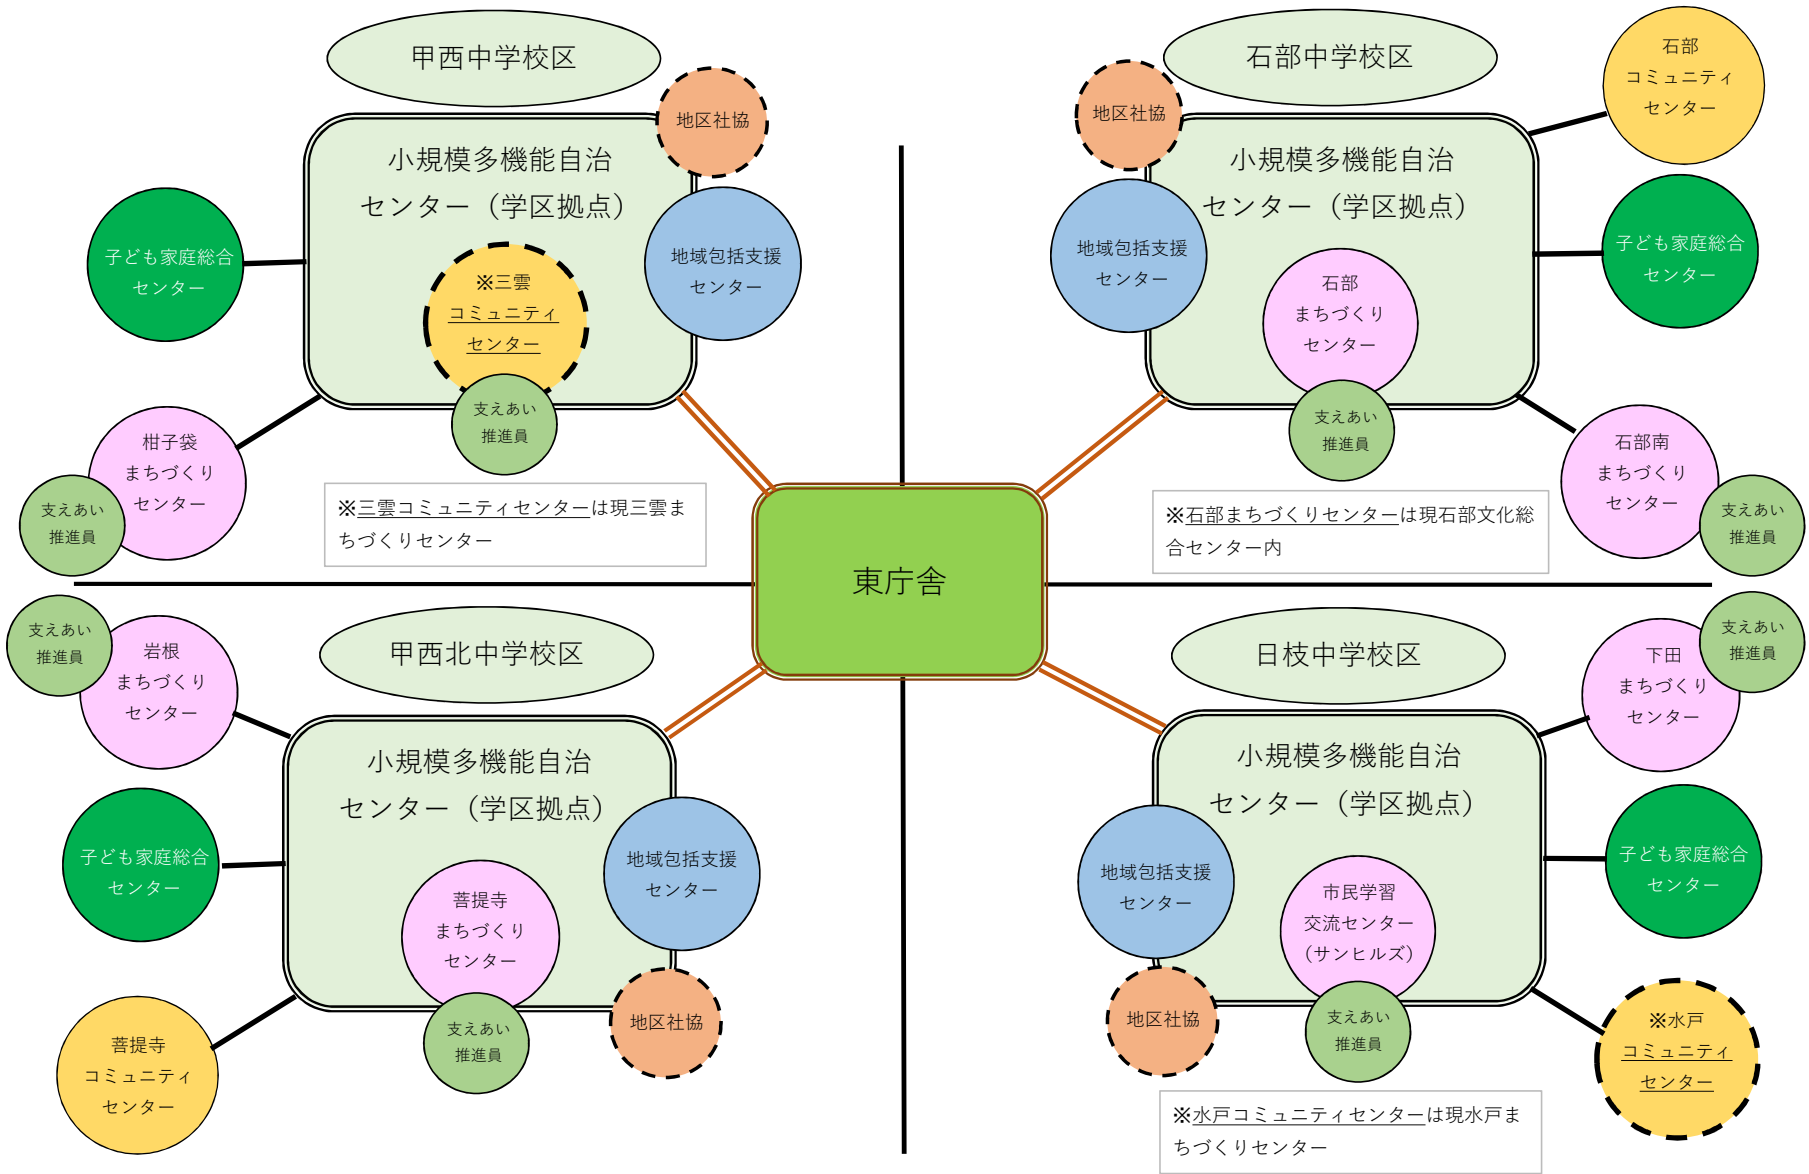 甲西中学校区
地区社協
小規模多機能自治
センター（学区拠点）
子ども家庭総合
センター
地域包括支援
センター
※三雲
コミュニティ
センター
支えあい
推進員
柑子袋
まちづくり
センター
支えあい
推進員
※三雲コミュニティセンターは現三雲ま
ちづくりセンター
石部中学校区
石部
コミュニティ
センター
地区社協
小規模多機能自治
センター（学区拠点）
地域包括支援
センター
子ども家庭総合
センター
石部
まちづくり
センター
支えあい
推進員
石部南
まちづくり
センター
支えあい
推進員
※石部まちづくりセンターは現石部文化総
合センター内
東庁舎
支えあい
推進員
岩根
まちづくり
センター
甲西北中学校区
小規模多機能自治
センター（学区拠点）
子ども家庭総合
センター
地域包括支援
センター
菩提寺
まちづくり
センター
支えあい
推進員
地区社協
菩提寺
コミュニティ
センター
日枝中学校区
下田
まちづくり
センター
支えあい
推進員
小規模多機能自治
センター（学区拠点）
地域包括支援
センター
子ども家庭総合
センター
市民学習
交流センター
（サンヒルズ）
支えあい
推進員
地区社協
※水戸
コミュニティ
センター
※水戸コミュニティセンターは現水戸ま
ちづくりセンター